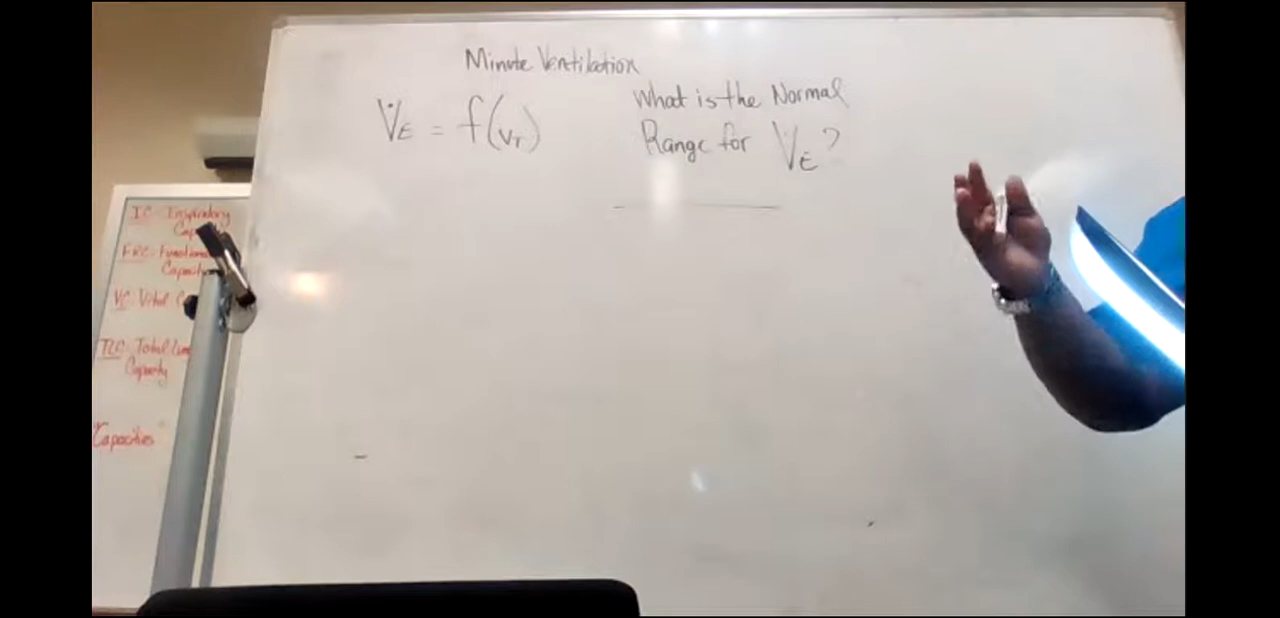 Minute Ventilation
V̇E = f(VT)
What is the Normal
Range for V̇E?
IC: Inspiratory
FRC: Functional
Capacity
VC: Vital
TLC: Total
Capacity
"Capacities"